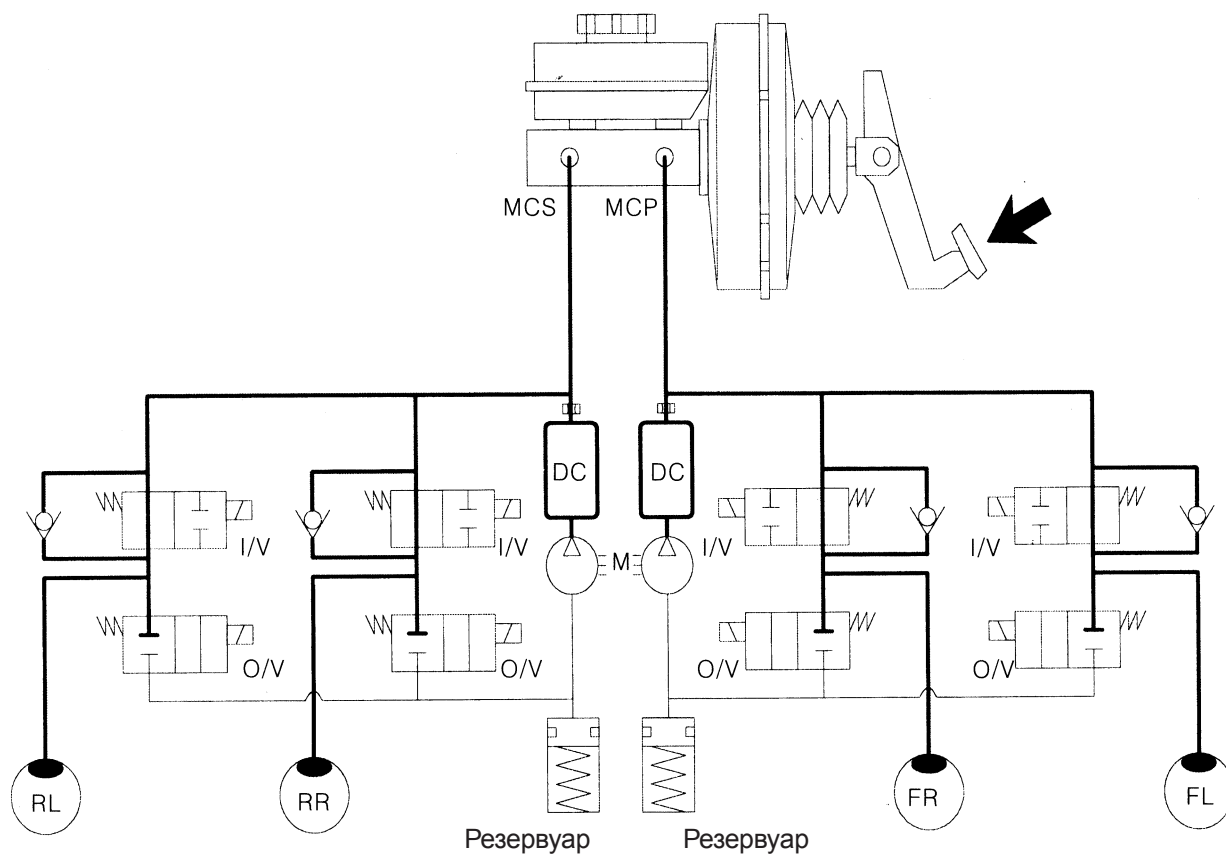 MCS MCP
DC DC
I/V I/V M I/V I/V
O/V O/V O/V O/V
RL RR FR FL
Резервуар Резервуар